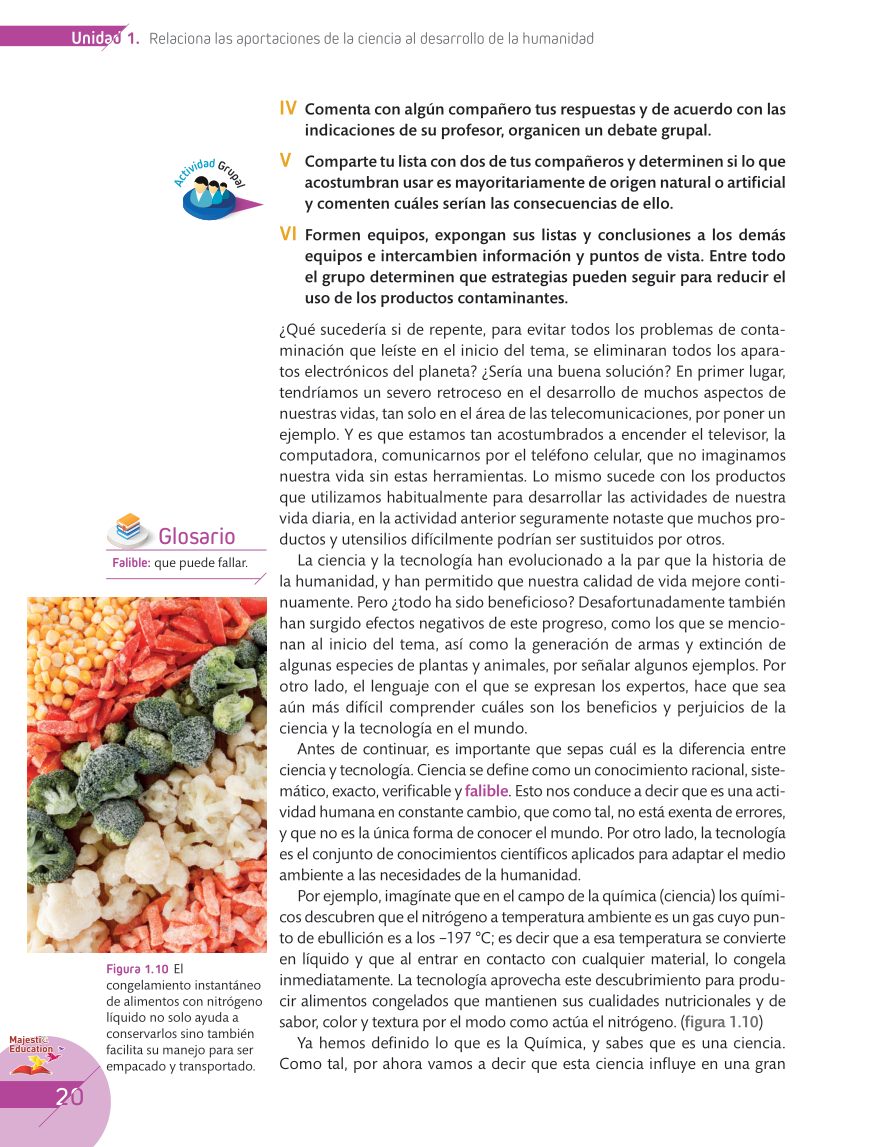 Unidad 1. Relaciona las aportaciones de la ciencia al desarrollo de la humanidad
IV Comenta con algún compañero tus respuestas y de acuerdo con las
indicaciones de su profesor, organicen un debate grupal.
Actividad Grupal
V Comparte tu lista con dos de tus compañeros y determinen si lo que
acostumbran usar es mayoritariamente de origen natural o artificial
y comenten cuáles serían las consecuencias de ello.
VI Formen equipos, expongan sus listas y conclusiones a los demás
equipos e intercambien información y puntos de vista. Entre todo
el grupo determinen que estrategias pueden seguir para reducir el
uso de los productos contaminantes.
¿Qué sucedería si de repente, para evitar todos los problemas de conta-
minación que leíste en el inicio del tema, se eliminaran todos los apara-
tos electrónicos del planeta? ¿Sería una buena solución? En primer lugar,
tendríamos un severo retroceso en el desarrollo de muchos aspectos de
nuestras vidas, tan solo en el área de las telecomunicaciones, por poner un
ejemplo. Y es que estamos tan acostumbrados a encender el televisor, la
computadora, comunicarnos por el teléfono celular, que no imaginamos
nuestra vida sin estas herramientas. Lo mismo sucede con los productos
que utilizamos habitualmente para desarrollar las actividades de nuestra
vida diaria, en la actividad anterior seguramente notaste que muchos pro-
ductos y utensilios difícilmente podrían ser sustituidos por otros.
La ciencia y la tecnología han evolucionado a la par que la historia de
la humanidad, y han permitido que nuestra calidad de vida mejore conti-
nuamente. Pero ¿todo ha sido beneficioso? Desafortunadamente también
han surgido efectos negativos de este progreso, como los que se mencio-
nan al inicio del tema, así como la generación de armas y extinción de
algunas especies de plantas y animales, por señalar algunos ejemplos. Por
otro lado, el lenguaje con el que se expresan los expertos, hace que sea
aún más difícil comprender cuáles son los beneficios y perjuicios de la
ciencia y la tecnología en el mundo.
Antes de continuar, es importante que sepas cuál es la diferencia entre
ciencia y tecnología. Ciencia se define como un conocimiento racional, siste-
mático, exacto, verificable y falible. Esto nos conduce a decir que es una acti-
vidad humana en constante cambio, que como tal, no está exenta de errores,
y que no es la única forma de conocer el mundo. Por otro lado, la tecnología
es el conjunto de conocimientos científicos aplicados para adaptar el medio
ambiente a las necesidades de la humanidad.
Por ejemplo, imagínate que en el campo de la química (ciencia) los quími-
cos descubren que el nitrógeno a temperatura ambiente es un gas cuyo pun-
to de ebullición es a los –197 °C; es decir que a esa temperatura se convierte
en líquido y que al entrar en contacto con cualquier material, lo congela
inmediatamente. La tecnología aprovecha este descubrimiento para produ-
cir alimentos congelados que mantienen sus cualidades nutricionales y de
sabor, color y textura por el modo como actúa el nitrógeno. (figura 1.10)
Ya hemos definido lo que es la Química, y sabes que es una ciencia.
Como tal, por ahora vamos a decir que esta ciencia influye en una gran
Glosario
Falible: que puede fallar.
Figura 1.10 El
congelamiento instantáneo
de alimentos con nitrógeno
líquido no solo ayuda a
conservarlos sino también
facilita su manejo para ser
empacado y transportado.
Majestic
Education
20